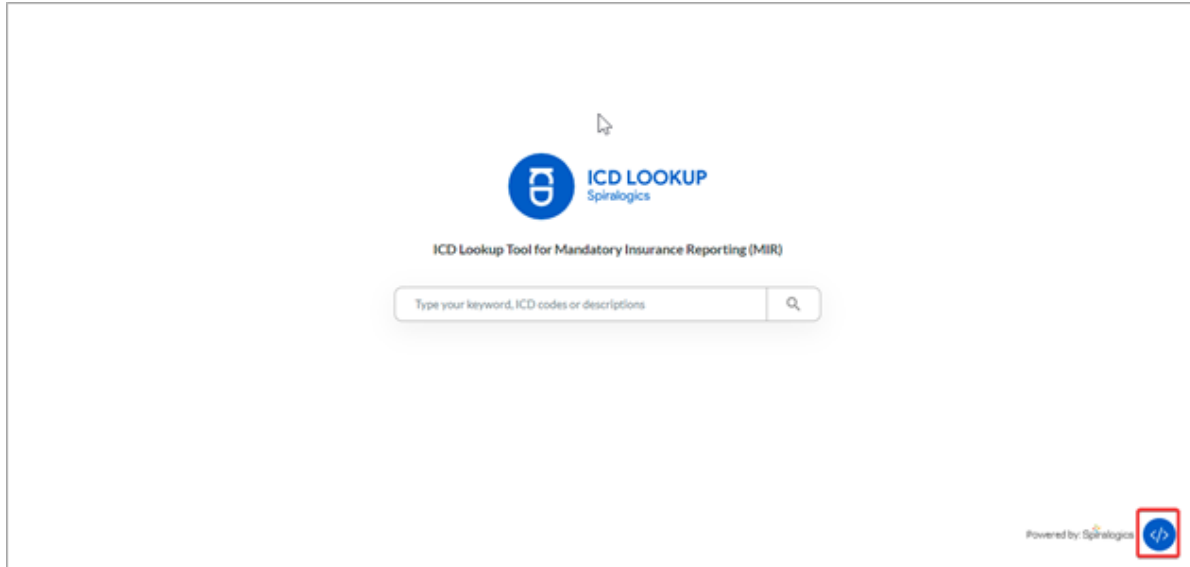 ICD
ICD LOOKUP
Spiralogics
ICD Lookup Tool for Mandatory Insurance Reporting (MIR)
Type your keyword, ICD codes or descriptions
Powered by: Spiralogics
</>